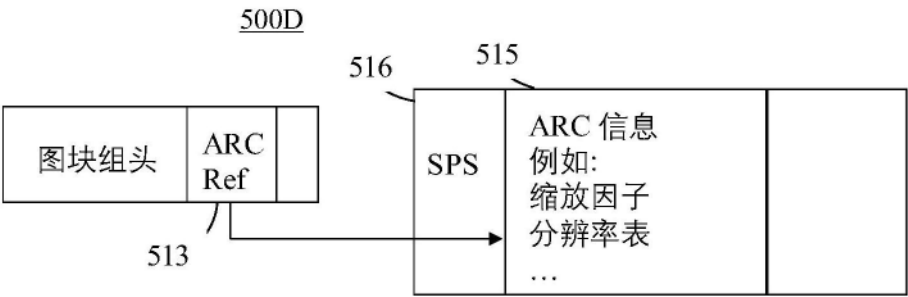 500D
516
515
图块组头
ARC
Ref
513
SPS
ARC 信息
例如:
缩放因子
分辨率表
…